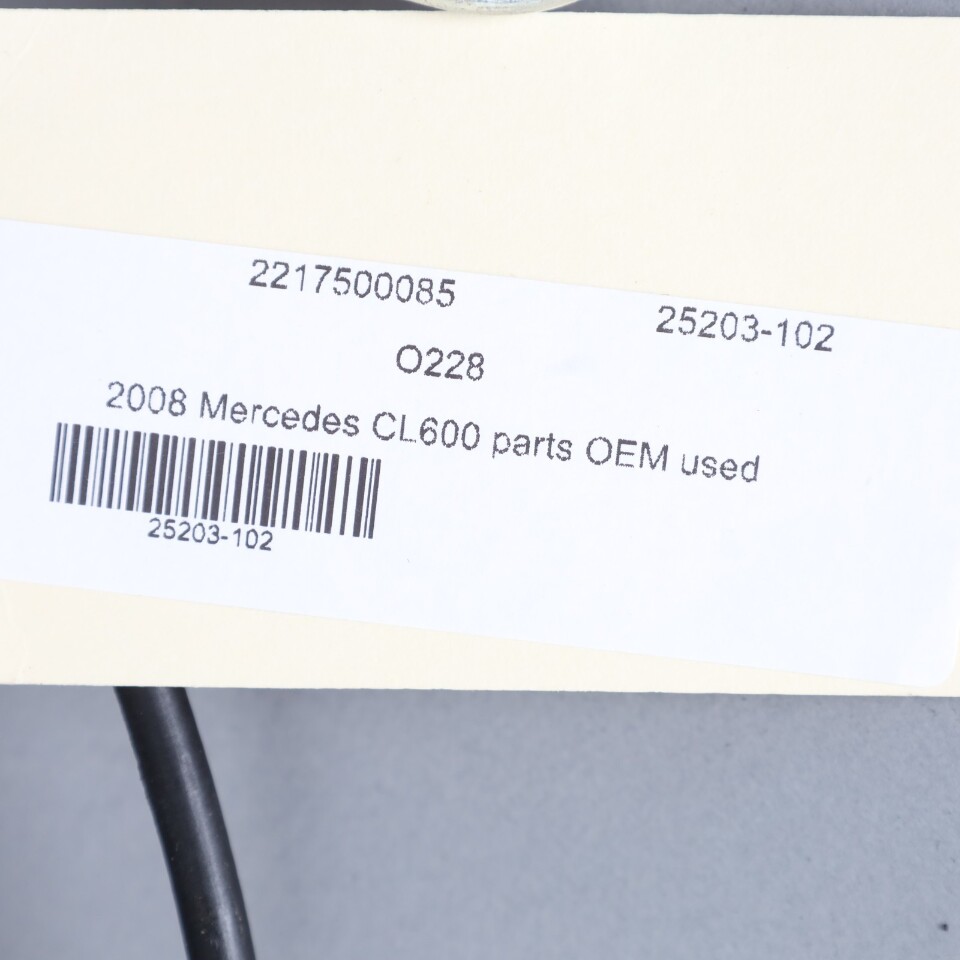 2217500085
25203-102
O228
2008 Mercedes CL600 parts OEM used
25203-102